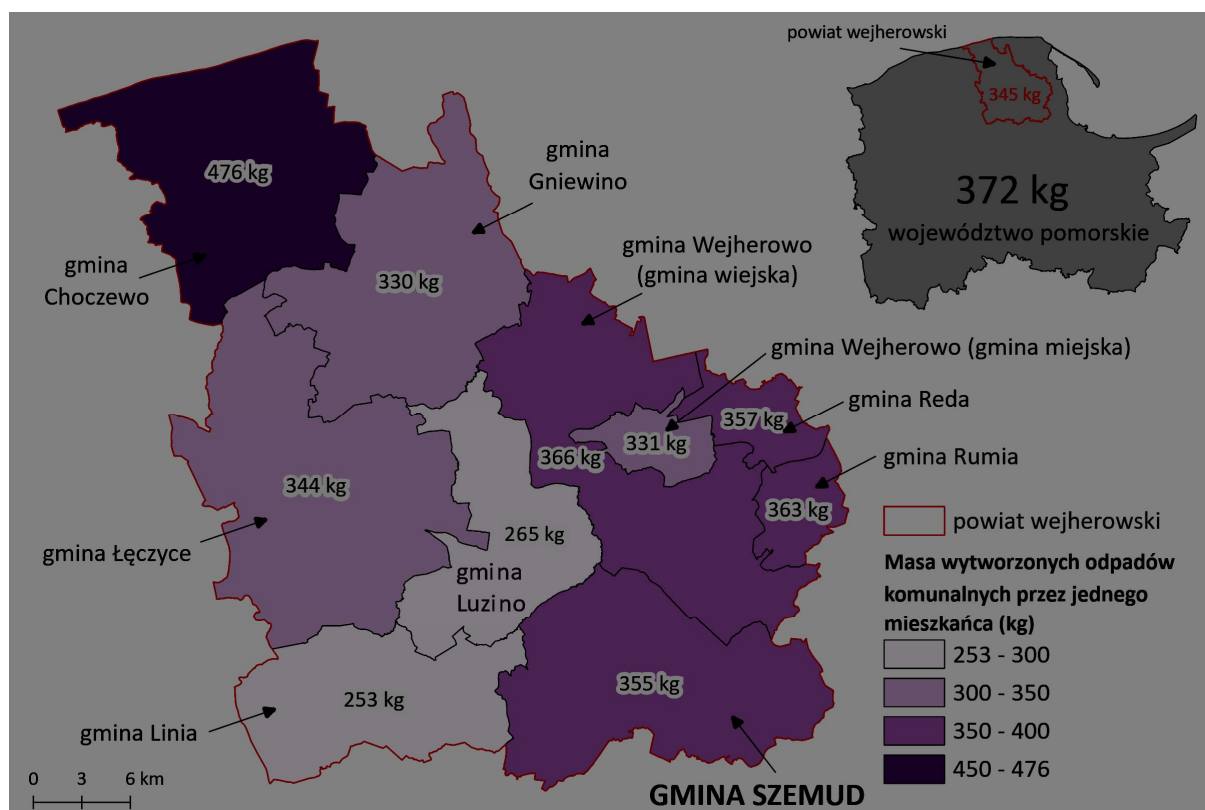 powiat wejherowski
345 kg
372 kg
województwo pomorskie
476 kg
gmina
Gniewino
gmina
Choczewo
330 kg
gmina Wejherowo
(gmina wiejska)
gmina Wejherowo (gmina miejska)
gmina Reda
357 kg
331 kg
366 kg
gmina Rumia
363 kg
344 kg
gmina Łęczyce
265 kg
gmina
Luzino
355 kg
253 kg
gmina Linia
GMINA SZEMUD
powiat wejherowski
Masa wytworzonych odpadów
komunalnych przez jednego
mieszkańca (kg)
253 - 300
300 - 350
350 - 400
450 - 476
0 3 6 km